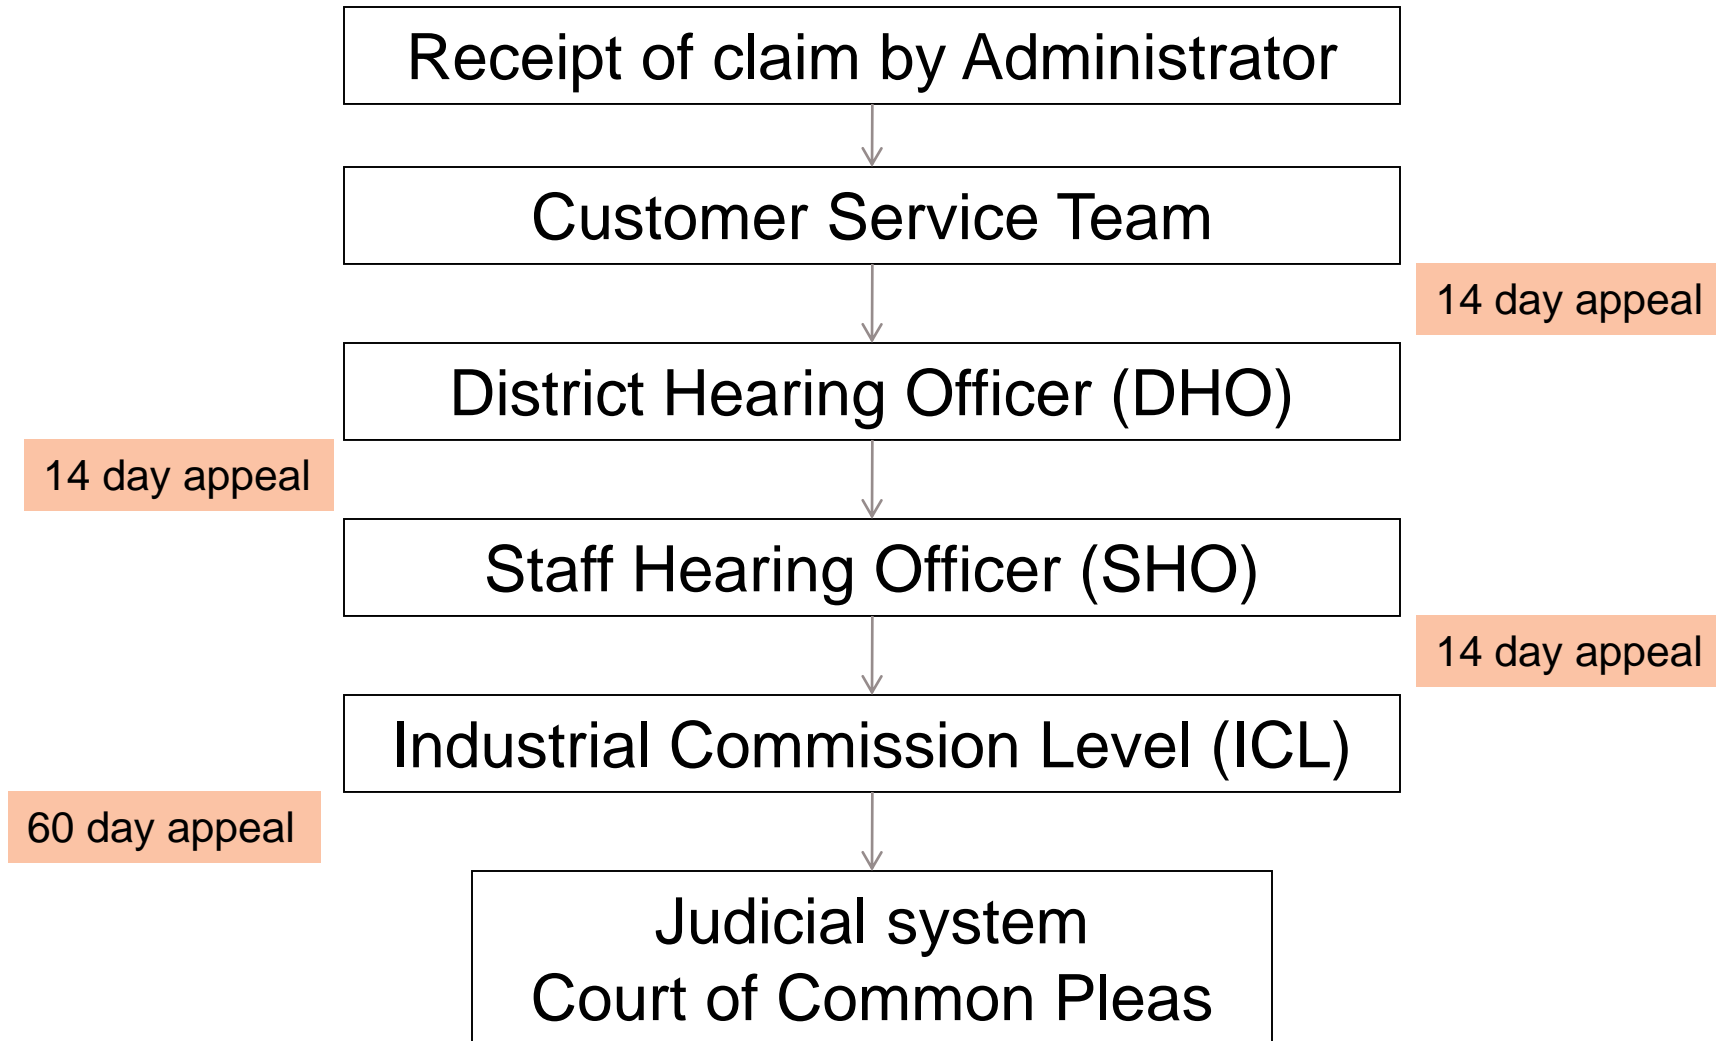 Receipt of claim by Administrator
Customer Service Team
14 day appeal
District Hearing Officer (DHO)
14 day appeal
Staff Hearing Officer (SHO)
14 day appeal
Industrial Commission Level (ICL)
60 day appeal
Judicial system
Court of Common Pleas